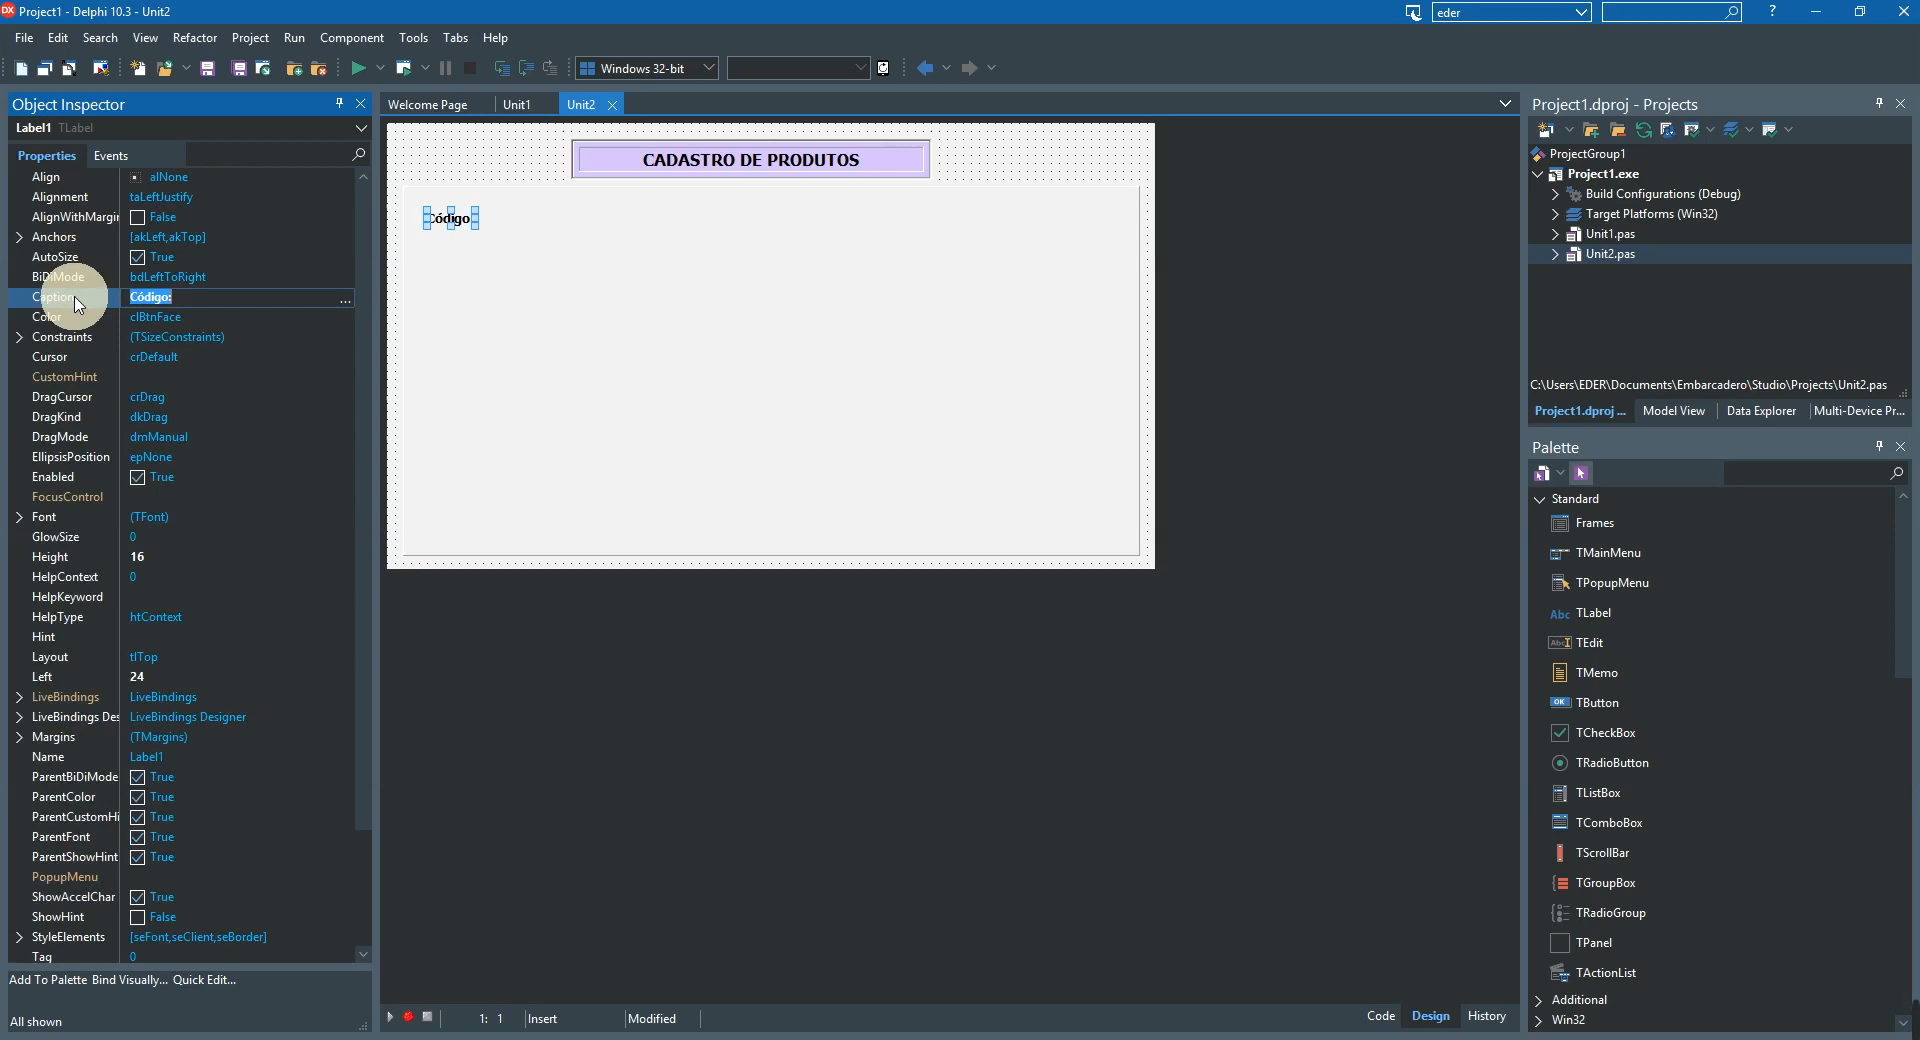 Project1 - Delphi 10.3 - Unit2
eder
?
File Edit Search View Refactor Project Run Component Tools Tabs Help
Windows 32-bit
Object Inspector
Label1 TLabel
Properties Events
Align alNone
Alignment taLeftJustify
AlignWithMargi False
Anchors [akLeft,akTop]
AutoSize True
BiDiMode bdLeftToRight
Caption Código:
Color clBtnFace
Constraints (TSizeConstraints)
Cursor crDefault
CustomHint
DragCursor crDrag
DragKind dkDrag
DragMode dmManual
EllipsisPosition epNone
Enabled True
FocusControl
Font (TFont)
GlowSize 0
Height 16
HelpContext 0
HelpKeyword
HelpType htContext
Hint
Layout tlTop
Left 24
LiveBindings LiveBindings
LiveBindings Des LiveBindings Designer
Margins (TMargins)
Name Label1
ParentBiDiMode True
ParentColor True
ParentCustomHi True
ParentFont True
ParentShowHint True
PopupMenu
ShowAccelChar True
ShowHint False
StyleElements [seFont,seClient,seBorder]
Tag 0
Add To Palette Bind Visually... Quick Edit...
All shown
Welcome Page Unit1 Unit2
CADASTRO DE PRODUTOS
Código
1: 1 Insert Modified
Code Design History
Project1.dproj - Projects
ProjectGroup1
Project1.exe
Build Configurations (Debug)
Target Platforms (Win32)
Unit1.pas
Unit2.pas
C:\Users\EDER\Documents\Embarcadero\Studio\Projects\Unit2.pas
Project1.dproj ... Model View Data Explorer Multi-Device Pr...
Palette
Standard
Frames
TMainMenu
TPopupMenu
Abc TLabel
TEdit
TMemo
OK TButton
TCheckBox
TRadioButton
TListBox
TComboBox
TScrollBar
TGroupBox
TRadioGroup
TPanel
TActionList
Additional
Win32